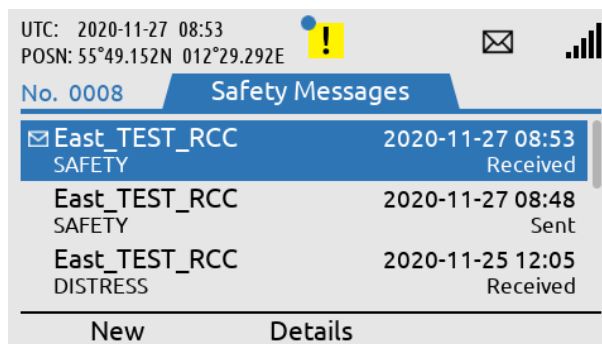 UTC: 2020-11-27 08:53
POSN: 55°49.152N 012°29.292E
!
No. 0008 Safety Messages
East_TEST_RCC 2020-11-27 08:53
SAFETY Received
East_TEST_RCC 2020-11-27 08:48
SAFETY Sent
East_TEST_RCC 2020-11-25 12:05
DISTRESS Received
New Details